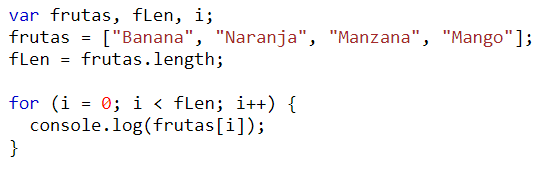 var frutas, fLen, i;
frutas = ["Banana", "Naranja", "Manzana", "Mango"];
fLen = frutas.length;

for (i = 0; i < fLen; i++) {
  console.log(frutas[i]);
}